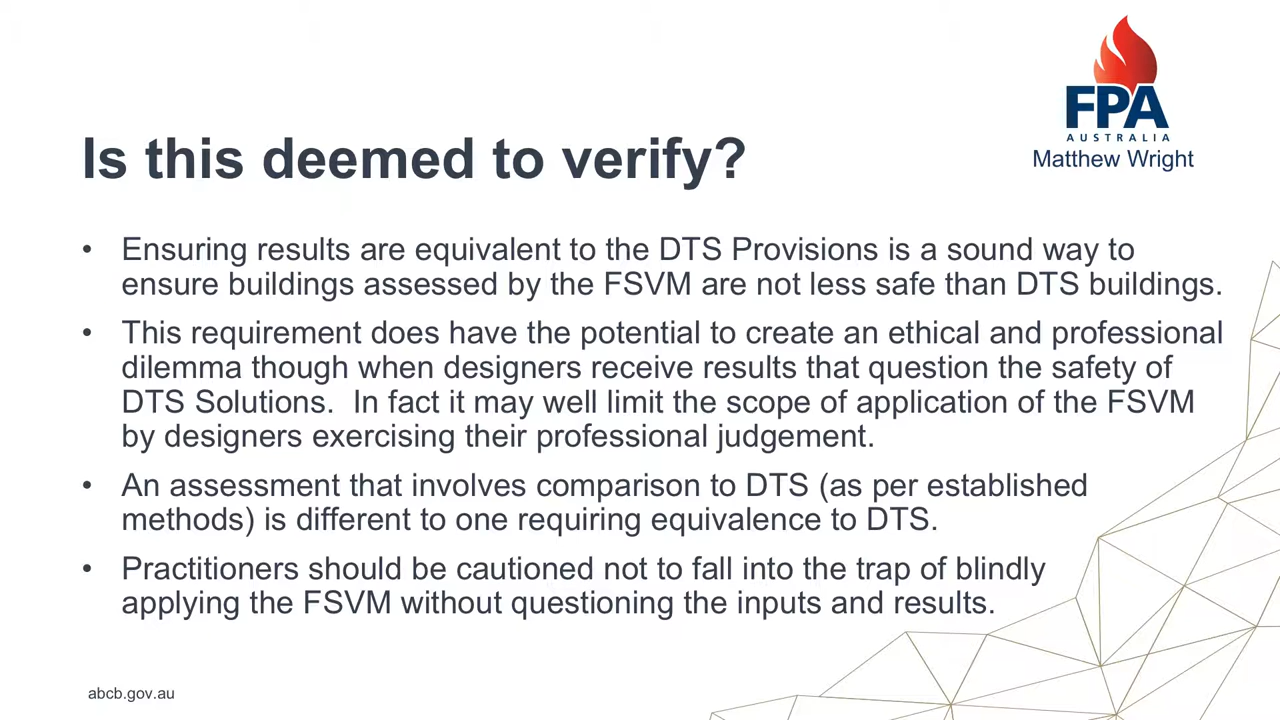 FPA
AUSTRALIA
Matthew Wright
Is this deemed to verify?
• Ensuring results are equivalent to the DTS Provisions is a sound way to
ensure buildings assessed by the FSVM are not less safe than DTS buildings.
• This requirement does have the potential to create an ethical and professional
dilemma though when designers receive results that question the safety of
DTS Solutions.  In fact it may well limit the scope of application of the FSVM
by designers exercising their professional judgement.
• An assessment that involves comparison to DTS (as per established
methods) is different to one requiring equivalence to DTS.
• Practitioners should be cautioned not to fall into the trap of blindly
applying the FSVM without questioning the inputs and results.
abcb.gov.au